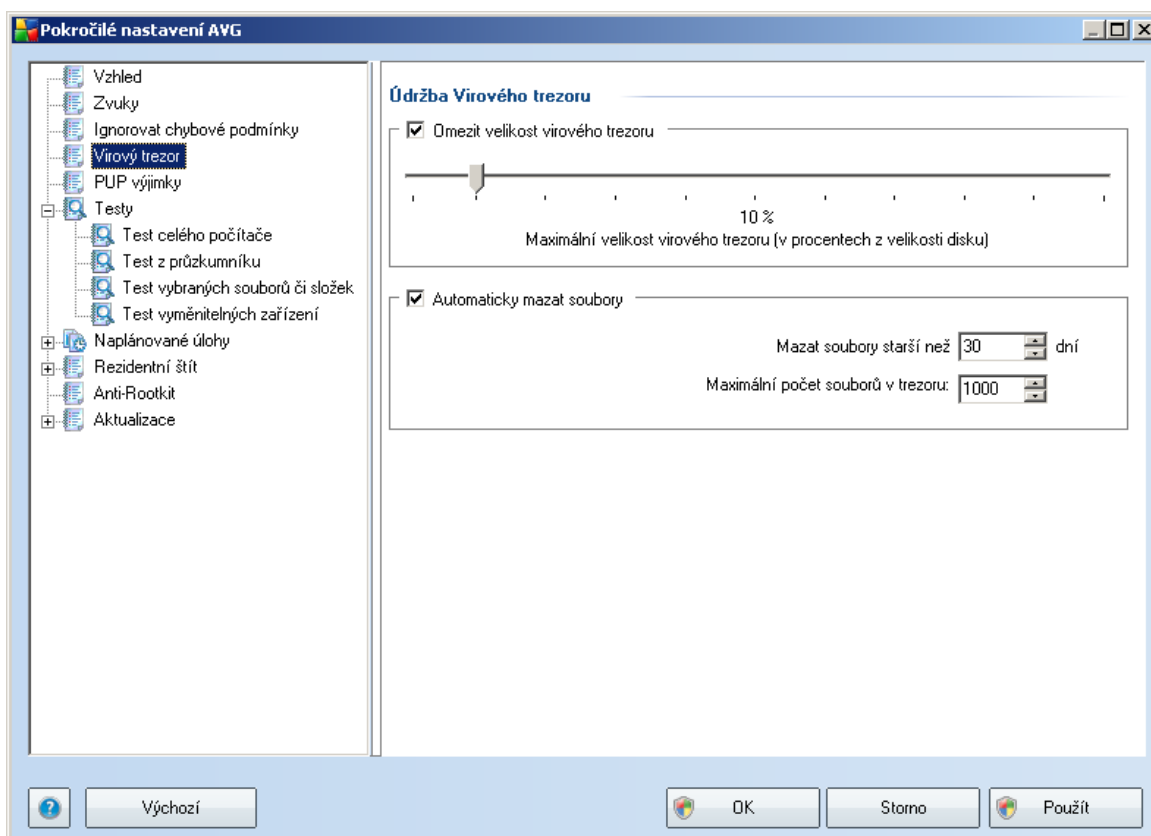 Pokročilé nastavení AVG
Vzhled
Zvuky
Ignorovat chybové podmínky
Virový trezor
PUP výjimky
Testy
Test celého počítače
Test z průzkumníku
Test vybraných souborů či složek
Test vyměnitelných zařízení
Naplánované úlohy
Rezidentní štít
Anti-Rootkit
Aktualizace
Údržba Virového trezoru
Omezit velikost virového trezoru
10 %
Maximální velikost virového trezoru (v procentech z velikosti disku)
Automaticky mazat soubory
Mazat soubory starší než 30 dní
Maximální počet souborů v trezoru: 1000
? Výchozí OK Storno Použít